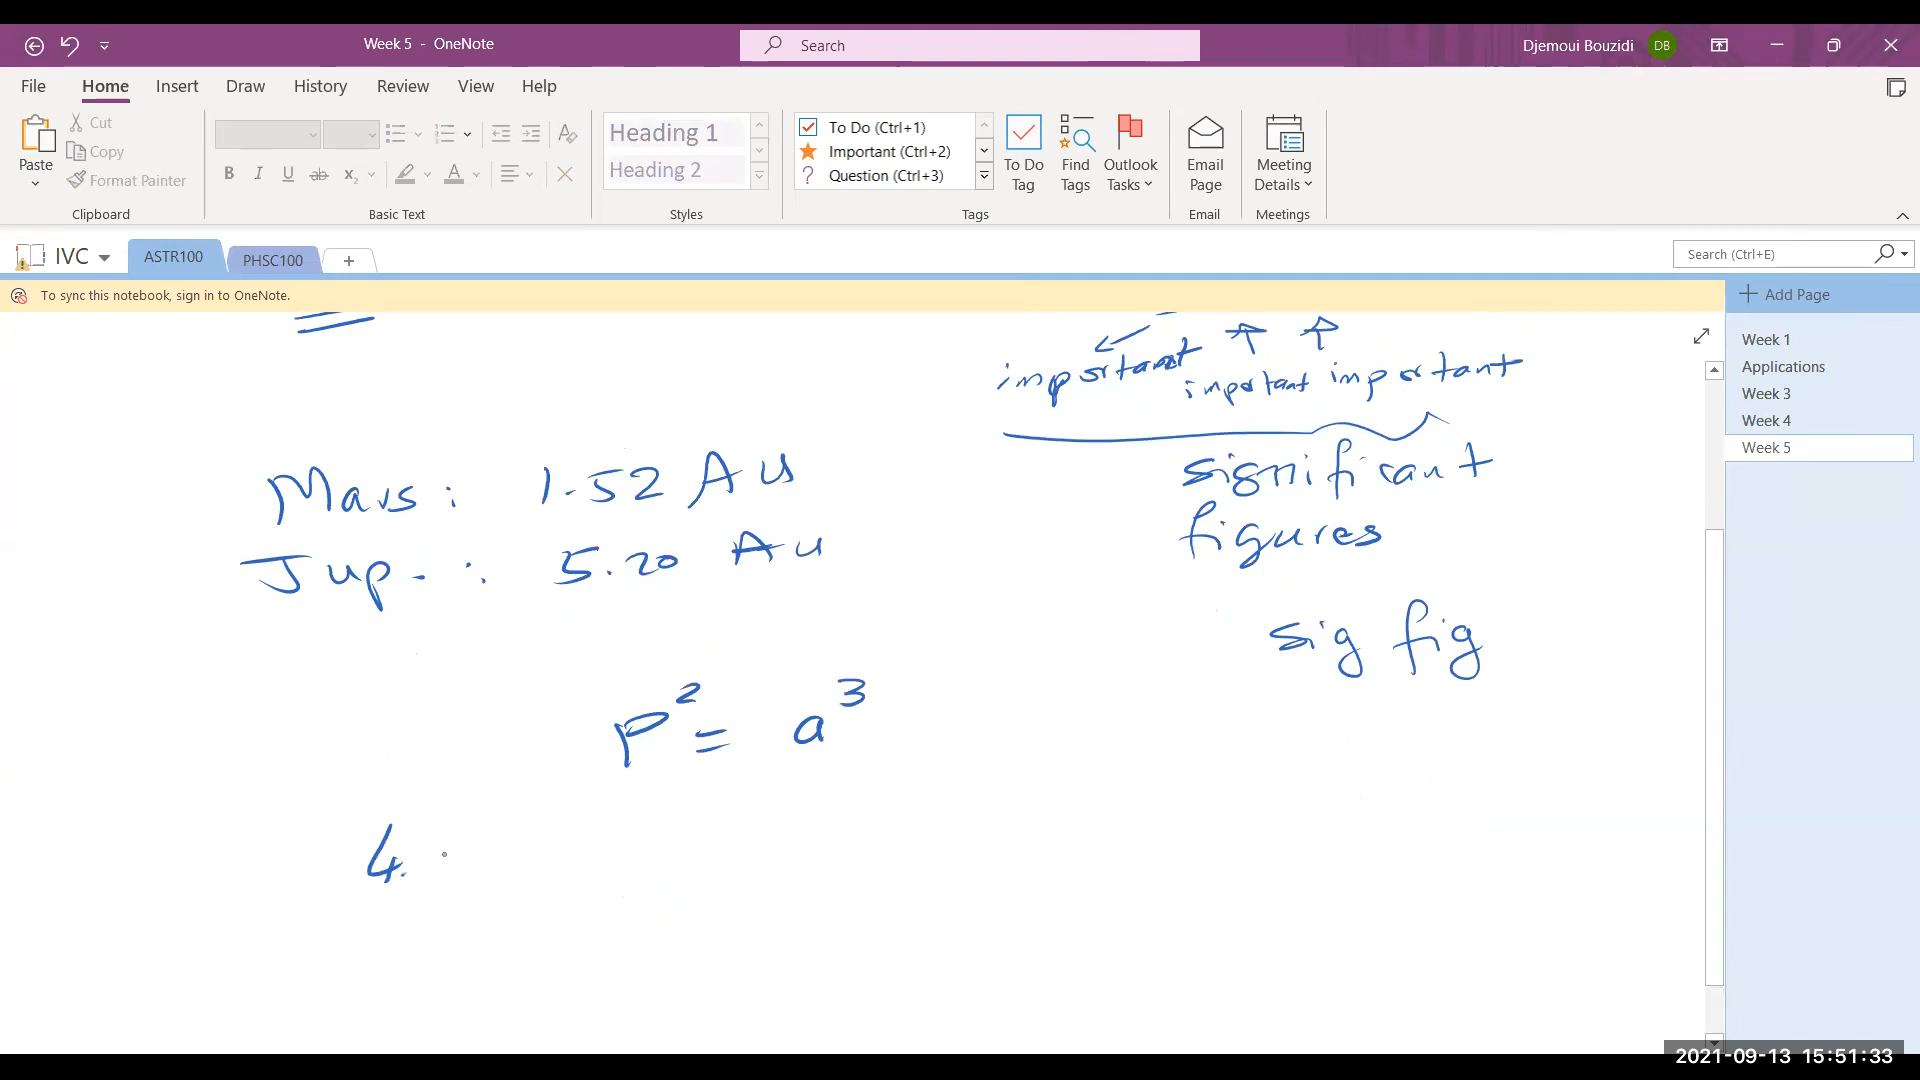 Week 5 - OneNote
Search
Djemoui Bouzidi
DB
File
Home
Insert
Draw
History
Review
View
Help
Paste
Cut
Copy
Format Painter
Clipboard
B I U ab x₂ A
Basic Text
Heading 1
Heading 2
Styles
To Do (Ctrl+1)
Important (Ctrl+2)
Question (Ctrl+3)
To Do
Tag
Find
Tags
Outlook
Tasks
Tags
Email
Page
Email
Meeting
Details
Meetings
IVC
ASTR100
PHSC100
+
Search (Ctrl+E)
To sync this notebook, sign in to OneNote.
Add Page
Week 1
Applications
Week 3
Week 4
Week 5
important important important
significant
figures
sig fig
Mars: 1.52 AU
Jup. : 5.20 AU
P² = a³
4.
2021-09-13 15:51:33